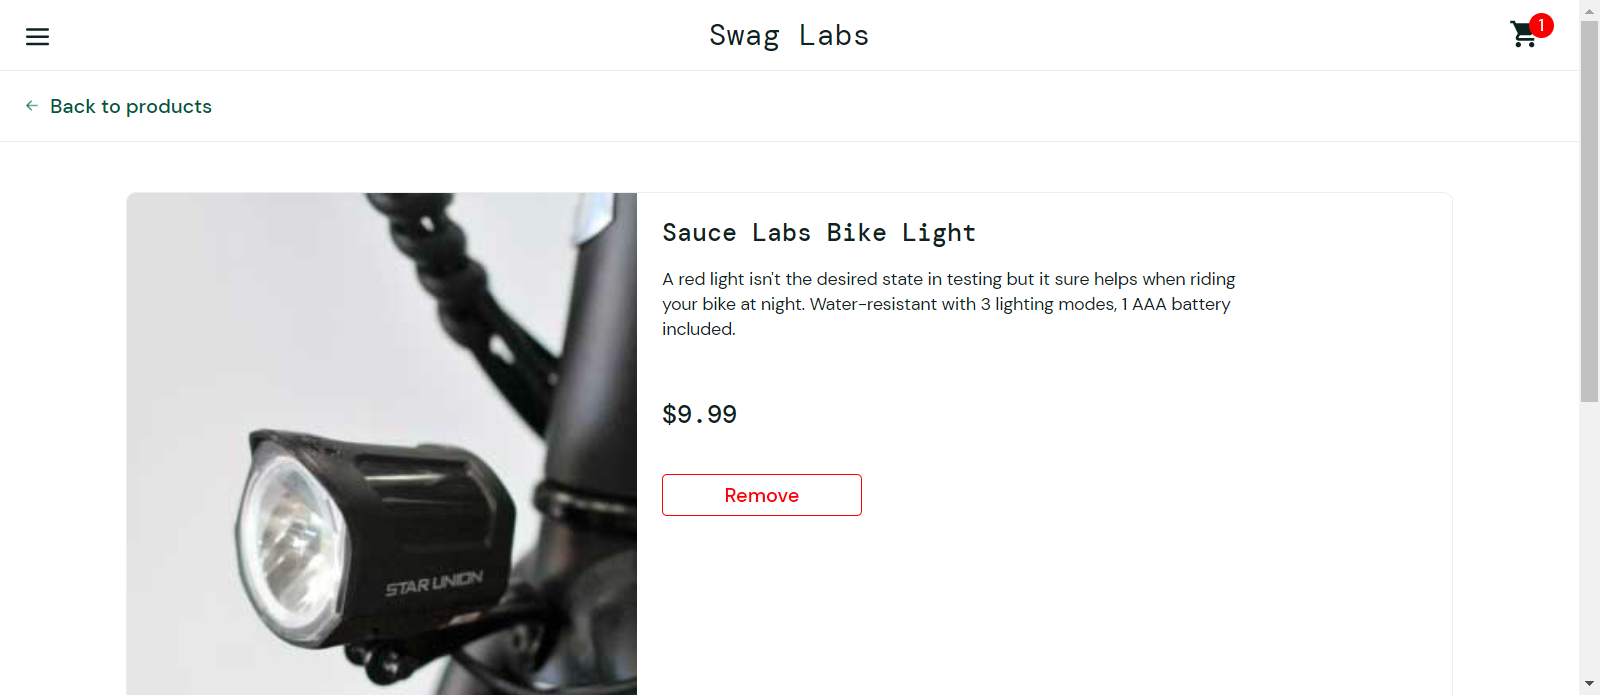 Swag Labs
1
Back to products
Sauce Labs Bike Light
A red light isn't the desired state in testing but it sure helps when riding
your bike at night. Water-resistant with 3 lighting modes, 1 AAA battery
included.
$9.99
Remove
STAR UNION